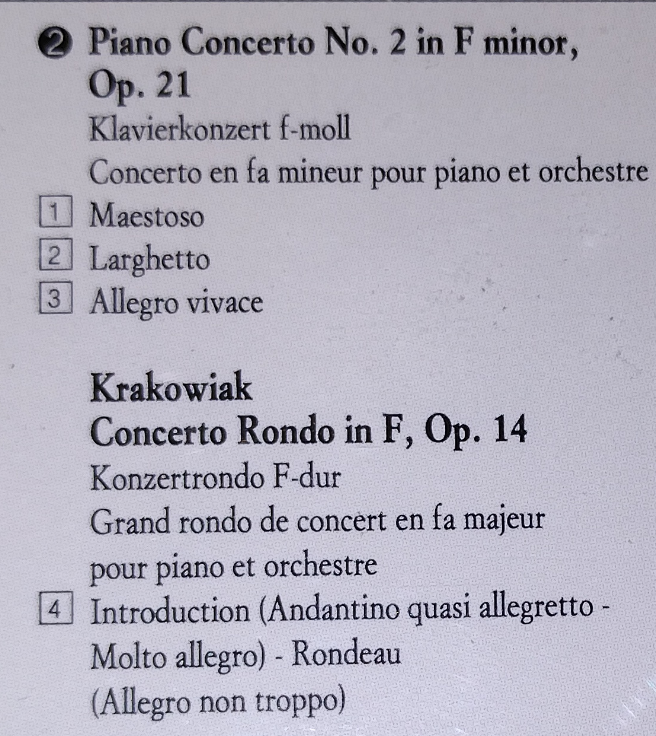 2 Piano Concerto No. 2 in F minor,
Op. 21
Klavierkonzert f-moll
Concerto en fa mineur pour piano et orchestre
1 Maestoso
2 Larghetto
3 Allegro vivace
Krakowiak
Concerto Rondo in F, Op. 14
Konzertrondo F-dur
Grand rondo de concert en fa majeur
pour piano et orchestre
4 Introduction (Andantino quasi allegretto -
Molto allegro) - Rondeau
(Allegro non troppo)